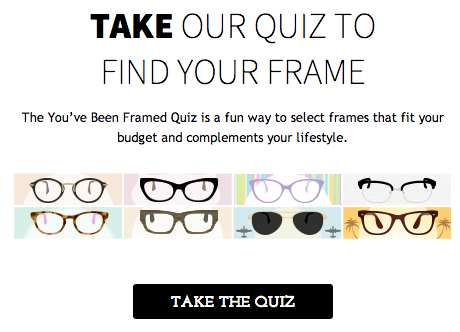 TAKE OUR QUIZ TO
FIND YOUR FRAME
The You've Been Framed Quiz is a fun way to select frames that fit your
budget and complements your lifestyle.
TAKE THE QUIZ